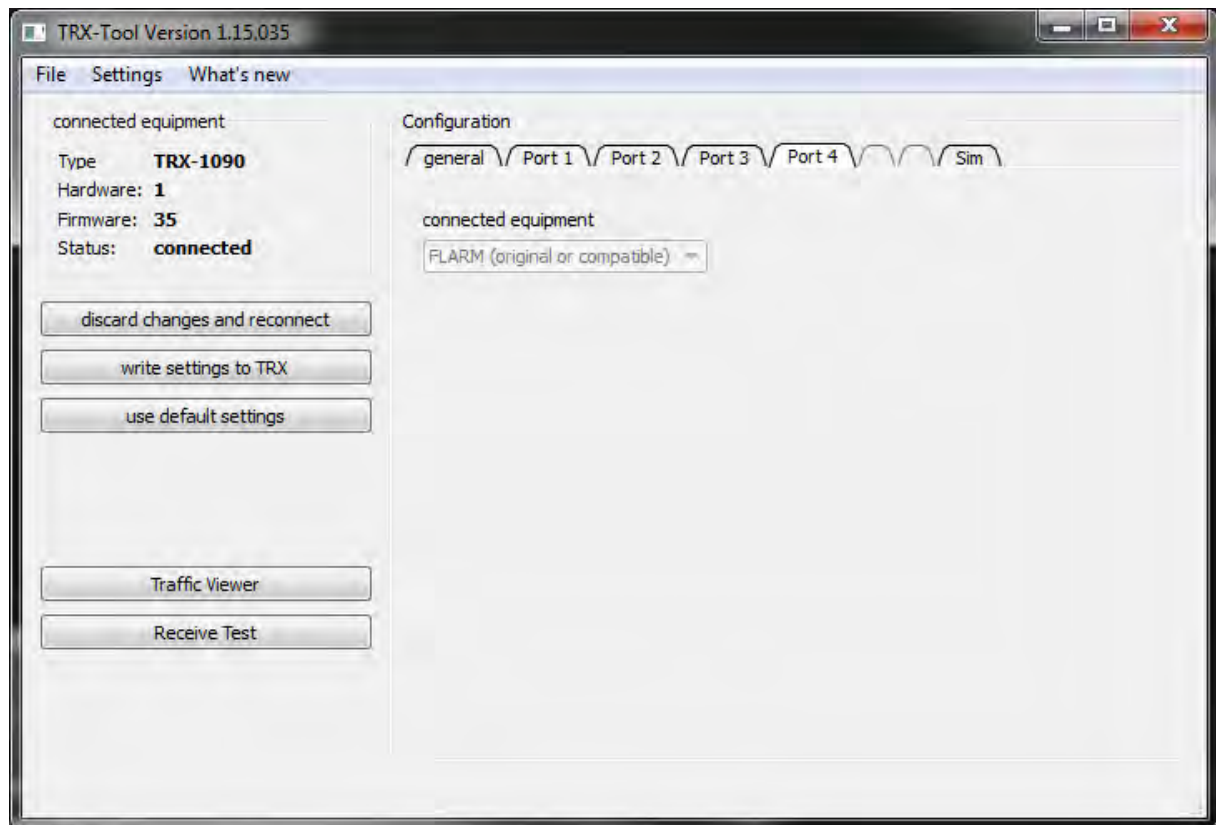 TRX-Tool Version 1.15.035
File Settings What's new
connected equipment
Type TRX-1090
Hardware: 1
Firmware: 35
Status: connected
discard changes and reconnect
write settings to TRX
use default settings
Traffic Viewer
Receive Test
Configuration
general Port 1 Port 2 Port 3 Port 4 Sim
connected equipment
FLARM (original or compatible)